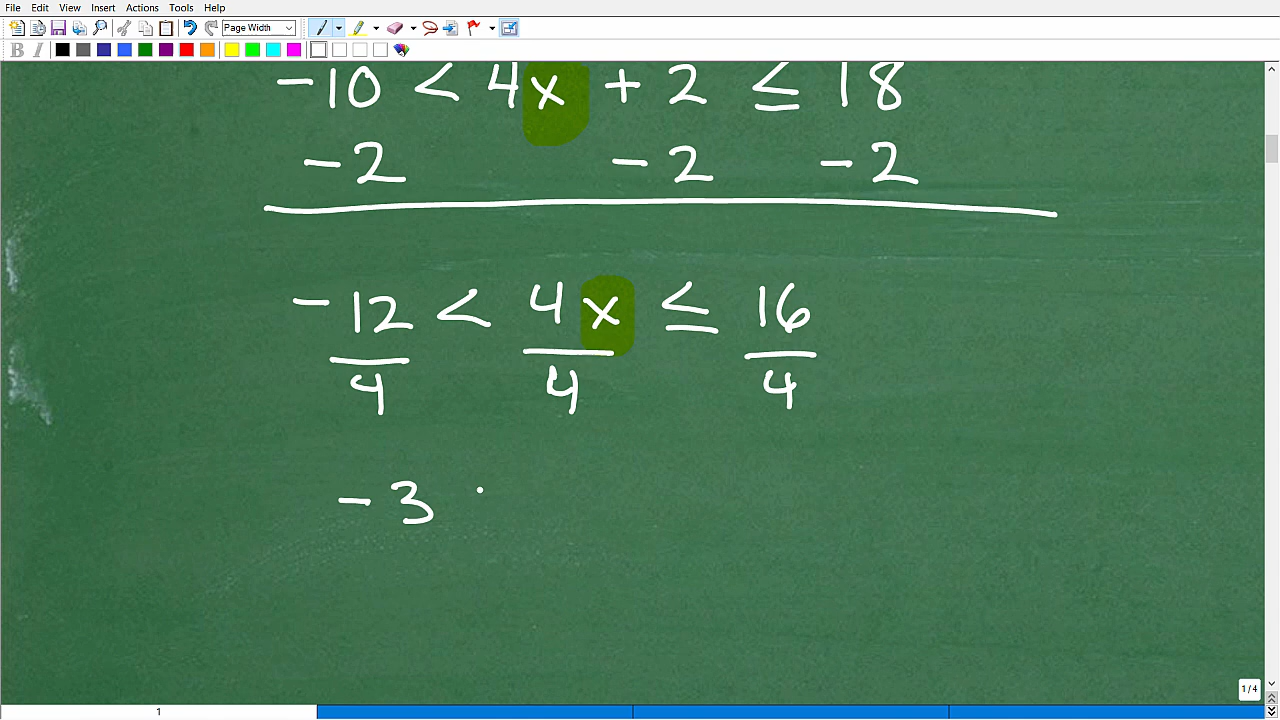 File Edit View Insert Actions Tools Help
Page Width
B I
-10 < 4x + 2 ≤ 18
-2 -2 -2
-12 < 4x ≤ 16
4 4 4
-3
1/4
1